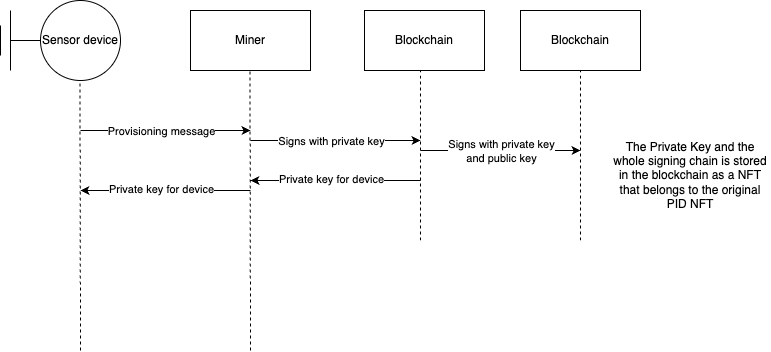 Sensor device
Miner
Blockchain
Blockchain
Provisioning message
Signs with private key
Signs with private key
and public key
Private key for device
Private key for device
The Private Key and the
whole signing chain is stored
in the blockchain as a NFT
that belongs to the original
PID NFT